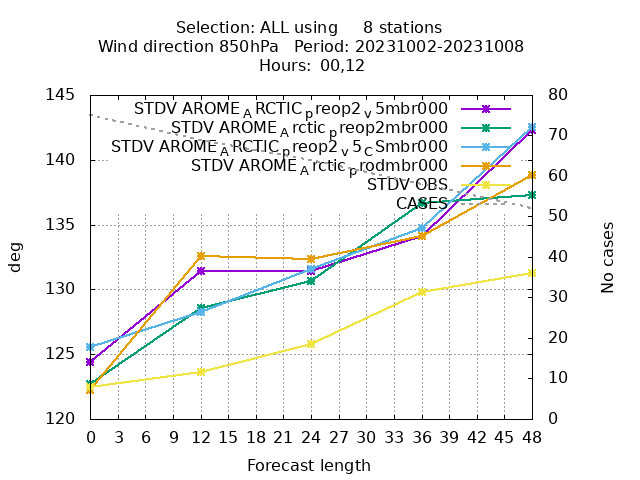 Selection: ALL using     8 stations
Wind direction 850hPa   Period: 20231002-20231008
Hours:  00,12
145
140
135
130
125
120
deg
80
70
60
50
40
30
20
10
0
No cases
STDV AROME_ARCTIC_preop2_v5mbr000
STDV AROME_Arctic_preop2mbr000
STDV AROME_ARCTIC_preop2_v5_CSmbr000
STDV AROME_Arctic_prodmbr000
STDV OBS
CASES
0 3 6 9 12 15 18 21 24 27 30 33 36 39 42 45 48
Forecast length